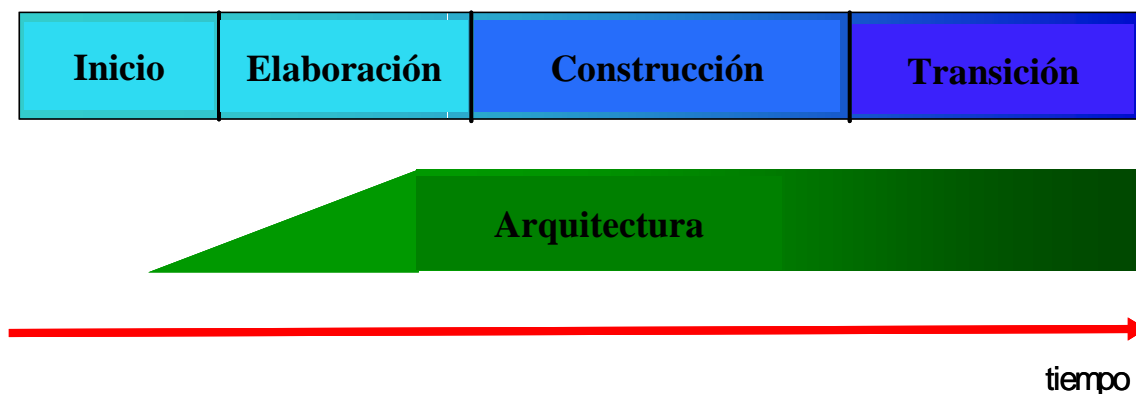 Inicio
Elaboración
Construcción
Transición
Arquitectura
tiempo